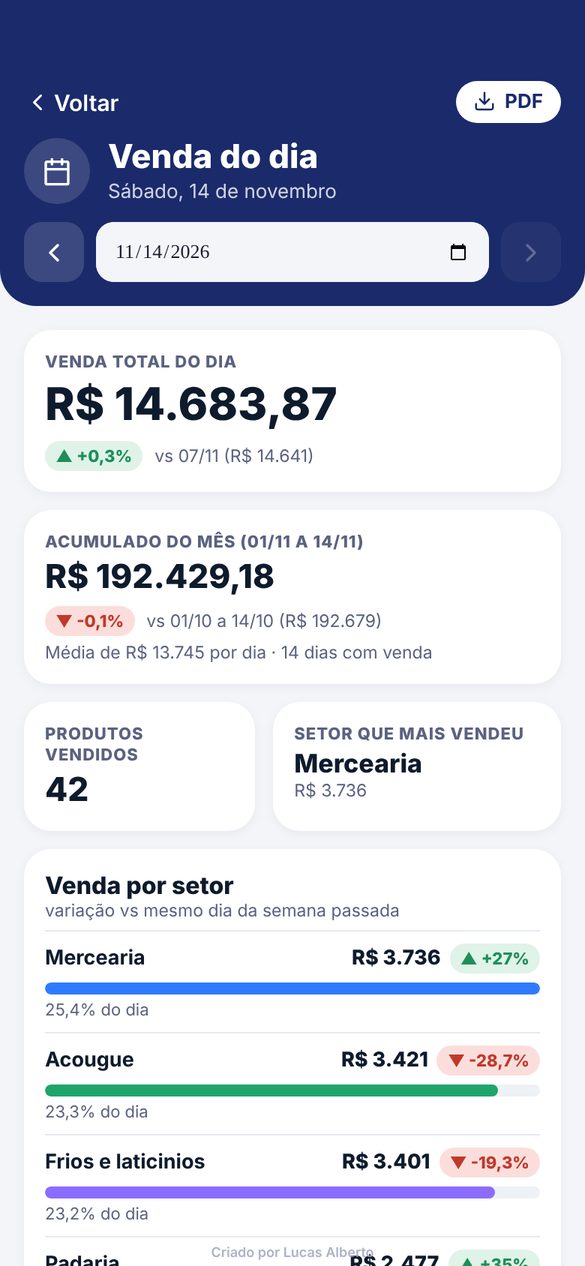 Voltar
PDF
Venda do dia
Sábado, 14 de novembro
11/14/2026
VENDA TOTAL DO DIA
R$ 14.683,87
▲ +0,3% vs 07/11 (R$ 14.641)
ACUMULADO DO MÊS (01/11 A 14/11)
R$ 192.429,18
▼ -0,1% vs 01/10 a 14/10 (R$ 192.679)
Média de R$ 13.745 por dia · 14 dias com venda
PRODUTOS
VENDIDOS
42
SETOR QUE MAIS VENDEU
Mercearia
R$ 3.736
Venda por setor
variação vs mesmo dia da semana passada
Mercearia R$ 3.736 ▲ +27%
25,4% do dia
Acougue R$ 3.421 ▼ -28,7%
23,3% do dia
Frios e laticinios R$ 3.401 ▼ -19,3%
23,2% do dia
Criado por Lucas Alberto
Padaria R$ 2.477 ▲ +35%